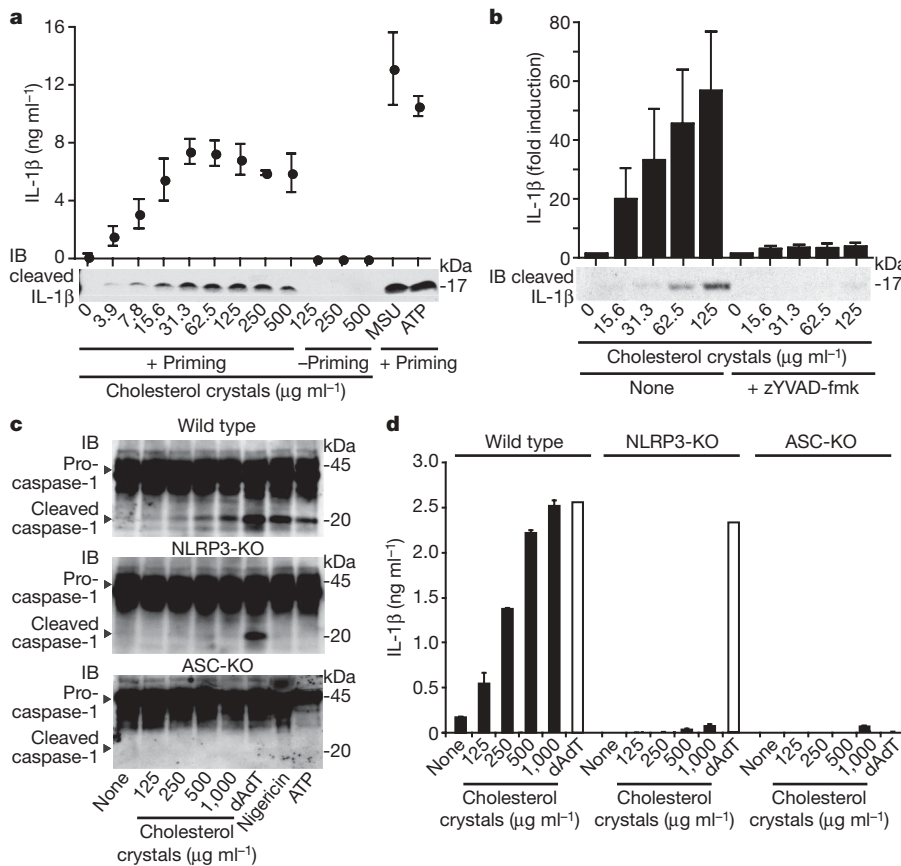 a
16
12
8
4
0
IL-1β (ng ml⁻¹)
IB
cleaved
IL-1β
kDa
-17
0
3.9
7.8
15.6
31.3
62.5
125
250
500
125
250
500
MSU
ATP
+ Priming
–Priming
+ Priming
Cholesterol crystals (μg ml⁻¹)
b
80
60
40
20
0
IL-1β (fold induction)
IB cleaved
IL-1β
kDa
-17
0
15.6
31.3
62.5
125
0
15.6
31.3
62.5
125
Cholesterol crystals (μg ml⁻¹)
None
+ zYVAD-fmk
c
Wild type
IB
Pro-
caspase-1
Cleaved
caspase-1
kDa
-45
-20
NLRP3-KO
IB
Pro-
caspase-1
Cleaved
caspase-1
kDa
-45
-20
ASC-KO
IB
Pro-
caspase-1
Cleaved
caspase-1
kDa
-45
-20
None
125
250
500
1,000
dAdT
Nigericin
ATP
Cholesterol
crystals (μg ml⁻¹)
d
Wild type
NLRP3-KO
ASC-KO
3.0
2.5
2.0
1.5
1.0
0.5
0
IL-1β (ng ml⁻¹)
None
125
250
500
1,000
dAdT
None
125
250
500
1,000
dAdT
None
125
250
500
1,000
dAdT
Cholesterol
crystals (μg ml⁻¹)
Cholesterol
crystals (μg ml⁻¹)
Cholesterol
crystals (μg ml⁻¹)